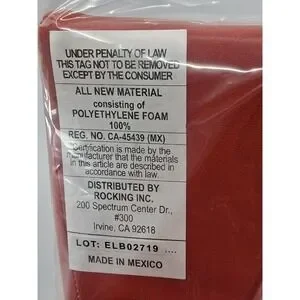 UNDER PENALTY OF LAW
THIS TAG NOT TO BE REMOVED
EXCEPT BY THE CONSUMER
ALL NEW MATERIAL
consisting of
POLYETHYLENE FOAM
100%
REG. NO. CA-45439 (MX)
Certification is made by the
manufacturer that the materials
in this article are described in
accordance with law.
DISTRIBUTED BY
ROCKING INC.
200 Spectrum Center Dr.,
#300
Irvine, CA 92618
LOT: ELB02719 .....
MADE IN MEXICO